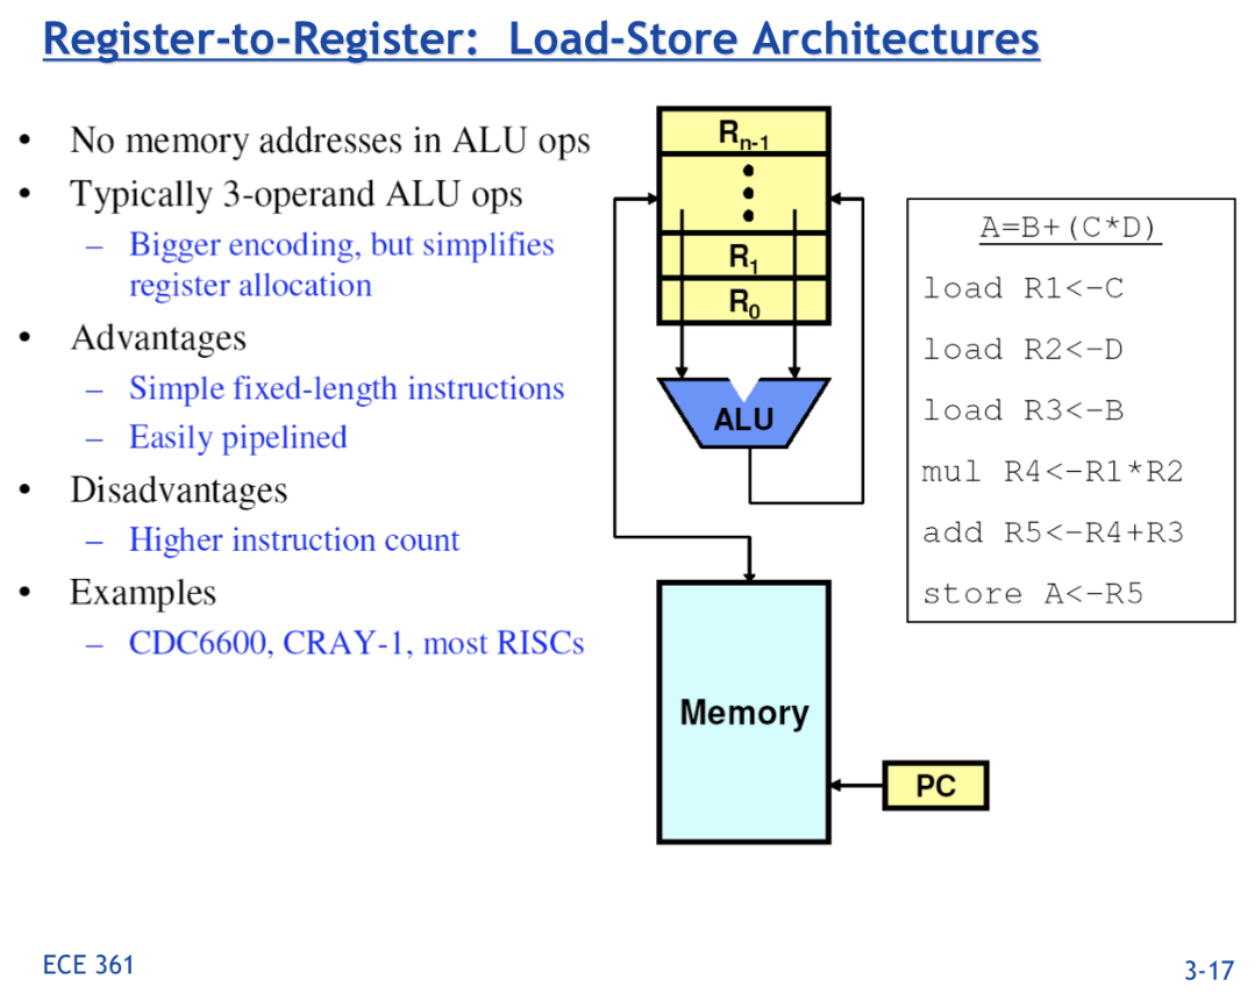 Register-to-Register: Load-Store Architectures
• No memory addresses in ALU ops
• Typically 3-operand ALU ops
– Bigger encoding, but simplifies
register allocation
• Advantages
– Simple fixed-length instructions
– Easily pipelined
• Disadvantages
– Higher instruction count
• Examples
– CDC6600, CRAY-1, most RISCs
Rn-1
R1
R0
ALU
Memory
PC
A=B+(C*D)
load R1<-C
load R2<-D
load R3<-B
mul R4<-R1*R2
add R5<-R4+R3
store A<-R5
ECE 361
3-17